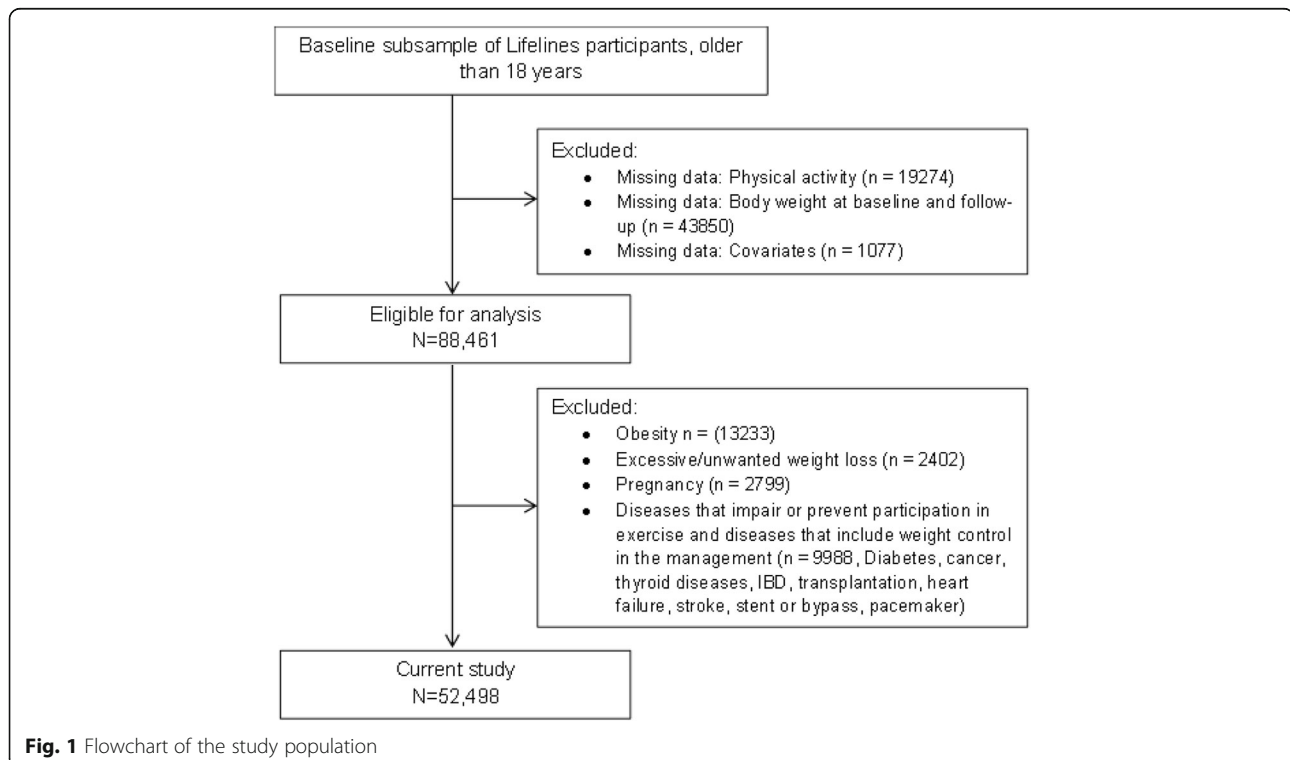 Baseline subsample of Lifelines participants, older
than 18 years
Excluded:
• Missing data: Physical activity (n = 19274)
• Missing data: Body weight at baseline and follow-
up (n = 43850)
• Missing data: Covariates (n = 1077)
Eligible for analysis
N=88,461
Excluded:
• Obesity n = (13233)
• Excessive/unwanted weight loss (n = 2402)
• Pregnancy (n = 2799)
• Diseases that impair or prevent participation in
exercise and diseases that include weight control
in the management (n = 9988, Diabetes, cancer,
thyroid diseases, IBD, transplantation, heart
failure, stroke, stent or bypass, pacemaker)
Current study
N=52,498
Fig. 1 Flowchart of the study population